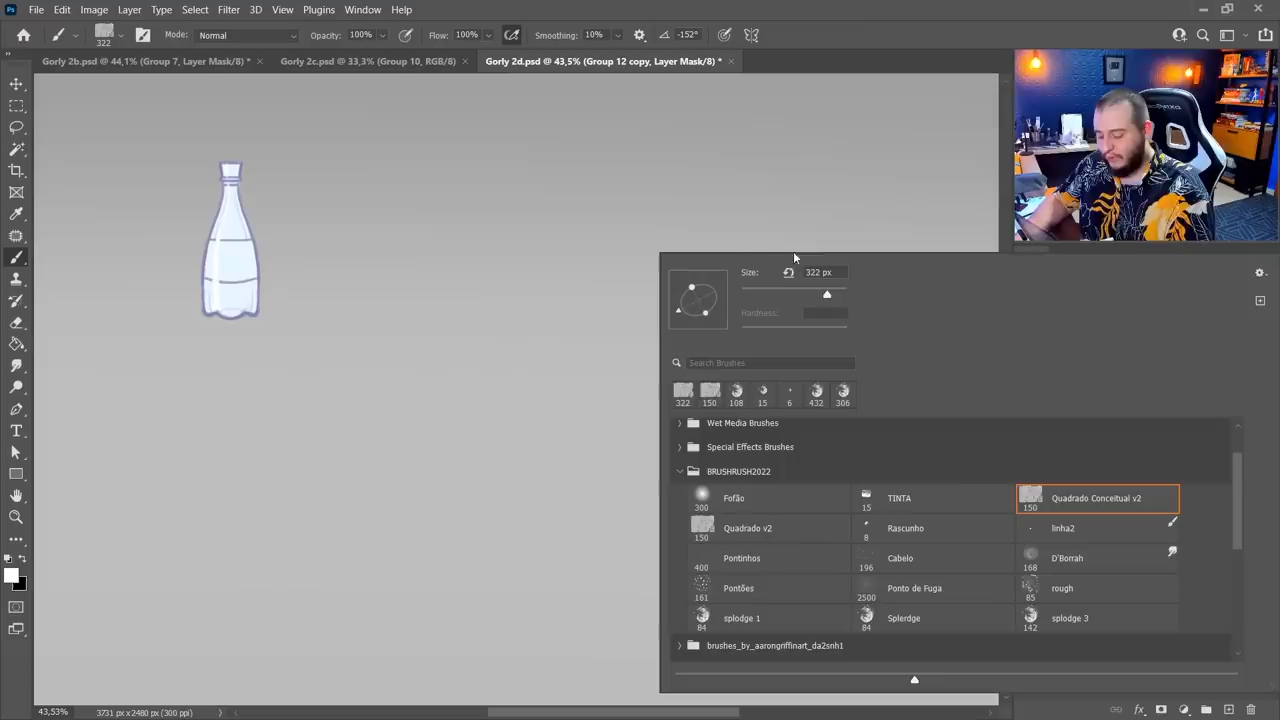 Ps File Edit Image Layer Type Select Filter 3D View Plugins Window Help
322 Mode: Normal Opacity: 100% Flow: 100% Smoothing: 10% -152°
Gorly 2b.psd @ 44,1% (Group 7, Layer Mask/8) * Gorly 2c.psd @ 33,3% (Group 10, RGB/8) Gorly 2d.psd @ 43,5% (Group 12 copy, Layer Mask/8) *
Size: 322 px
Hardness:
Search Brushes
322 150 108 15 6 432 306
Wet Media Brushes
Special Effects Brushes
BRUSHRUSH2022
300 Fofão 15 TINTA 150 Quadrado Conceitual v2
150 Quadrado v2 8 Rascunho linha2
400 Pontinhos 196 Cabelo 168 D'Borrah
161 Pontões 2500 Ponto de Fuga 85 rough
84 splodge 1 84 Splerdge 142 splodge 3
brushes_by_aarongriffinart_da2snh1
43,53% 3731 px x 2480 px (300 ppi)
fx